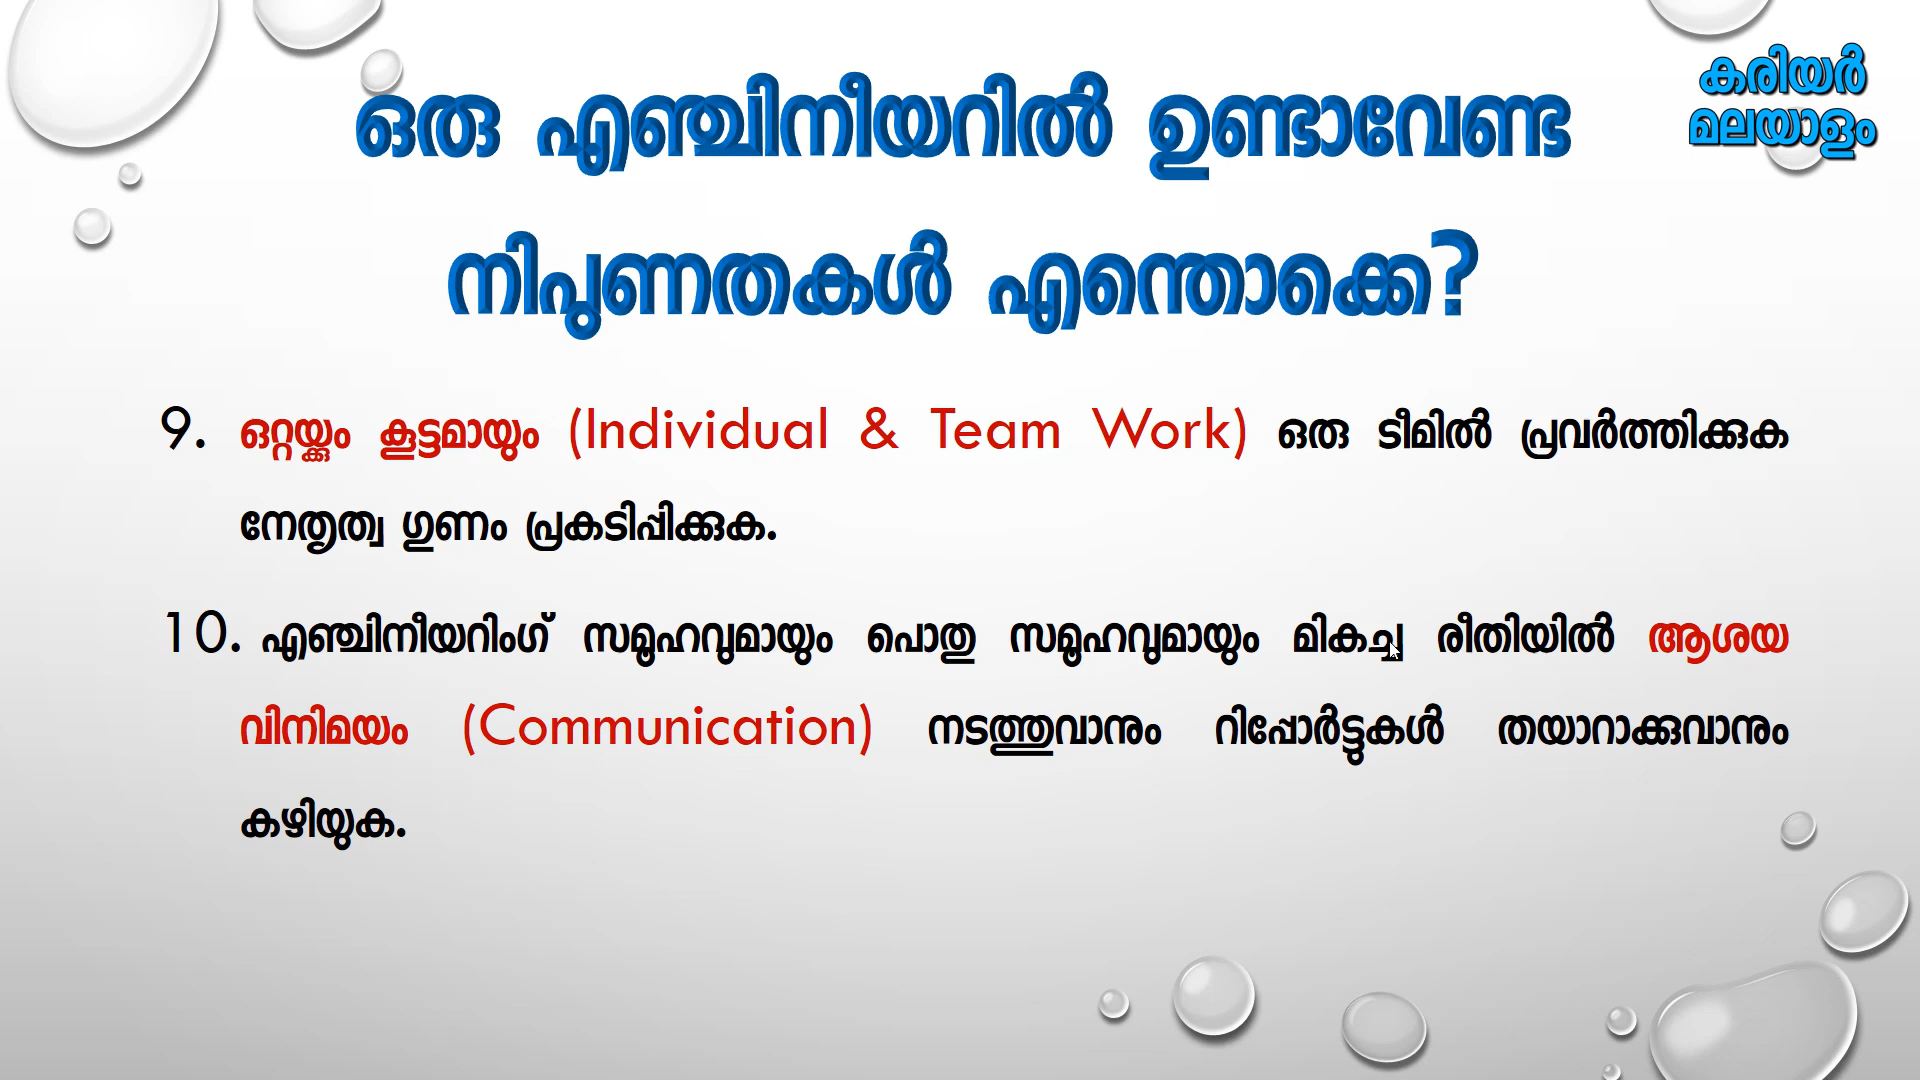 ഒരു എഞ്ചിനീയറിൽ ഉണ്ടാവേണ്ട
നിപുണതകൾ എന്തൊക്കെ?
കരിയർ
മലയാളം
9. ഒറ്റയ്ക്കും കൂട്ടമായും (Individual & Team Work) ഒരു ടീമിൽ പ്രവർത്തിക്കുക
നേതൃത്വ ഗുണം പ്രകടിപ്പിക്കുക.
10. എഞ്ചിനീയറിംഗ് സമൂഹവുമായും പൊതു സമൂഹവുമായും മികച്ച രീതിയിൽ ആശയ
വിനിമയം (Communication) നടത്തുവാനും റിപ്പോർട്ടുകൾ തയാറാക്കുവാനും
കഴിയുക.